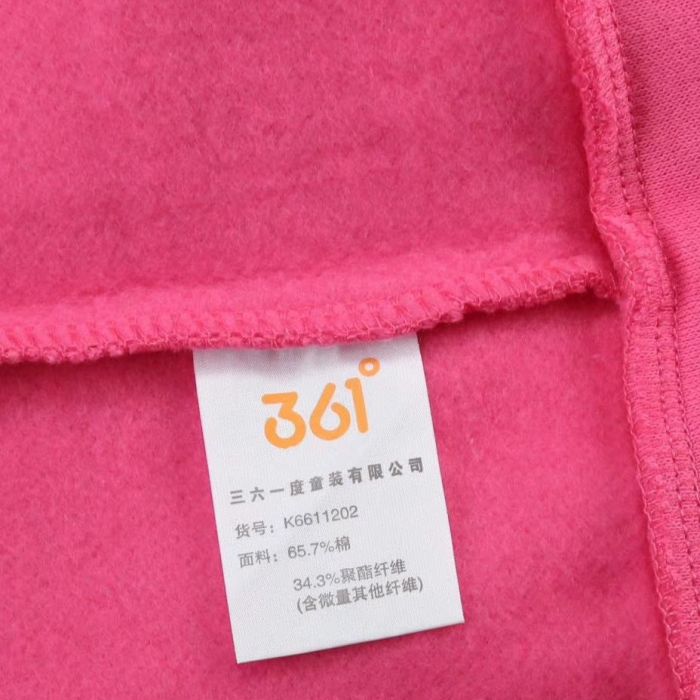 361°
三六一度童装有限公司
货号：K6611202
面料：65.7%棉
34.3%聚酯纤维
(含微量其他纤维)